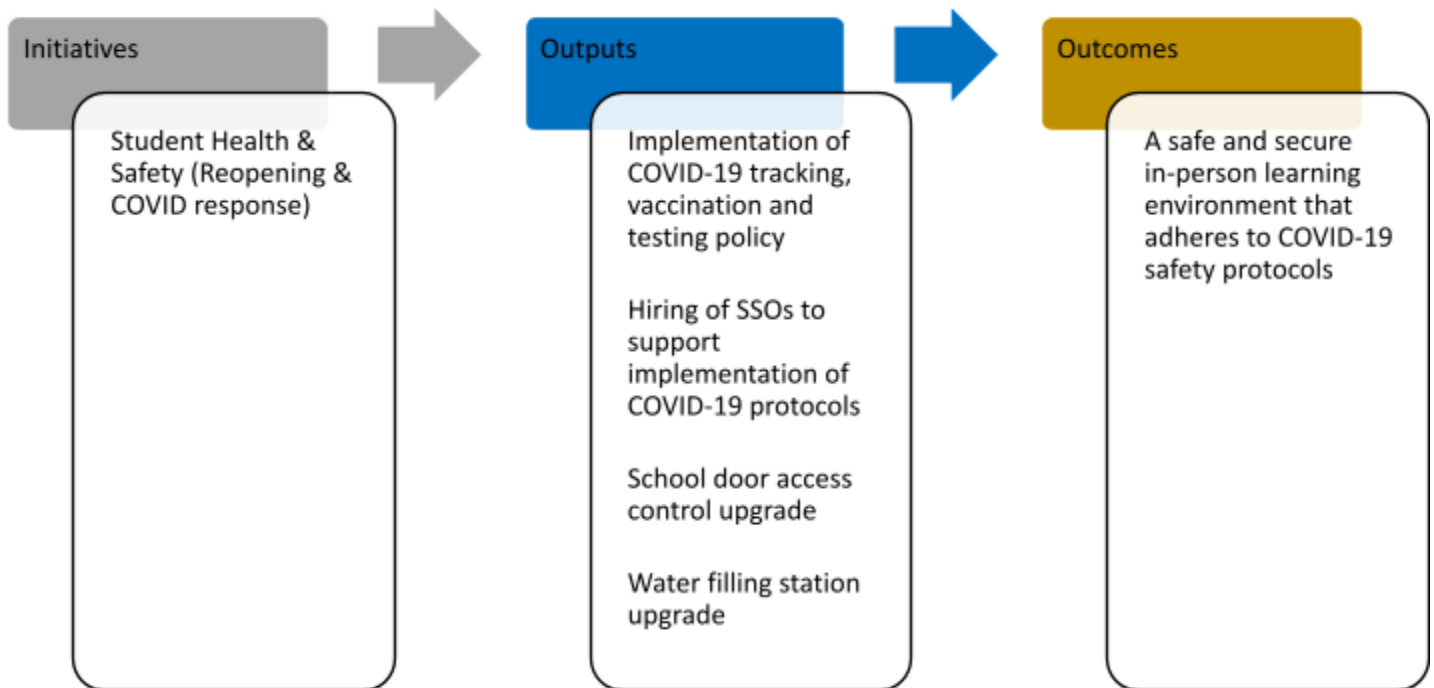 Initiatives
Student Health &
Safety (Reopening &
COVID response)
Outputs
Implementation of
COVID-19 tracking,
vaccination and
testing policy
Hiring of SSOs to
support
implementation of
COVID-19 protocols
School door access
control upgrade
Water filling station
upgrade
Outcomes
A safe and secure
in-person learning
environment that
adheres to COVID-19
safety protocols